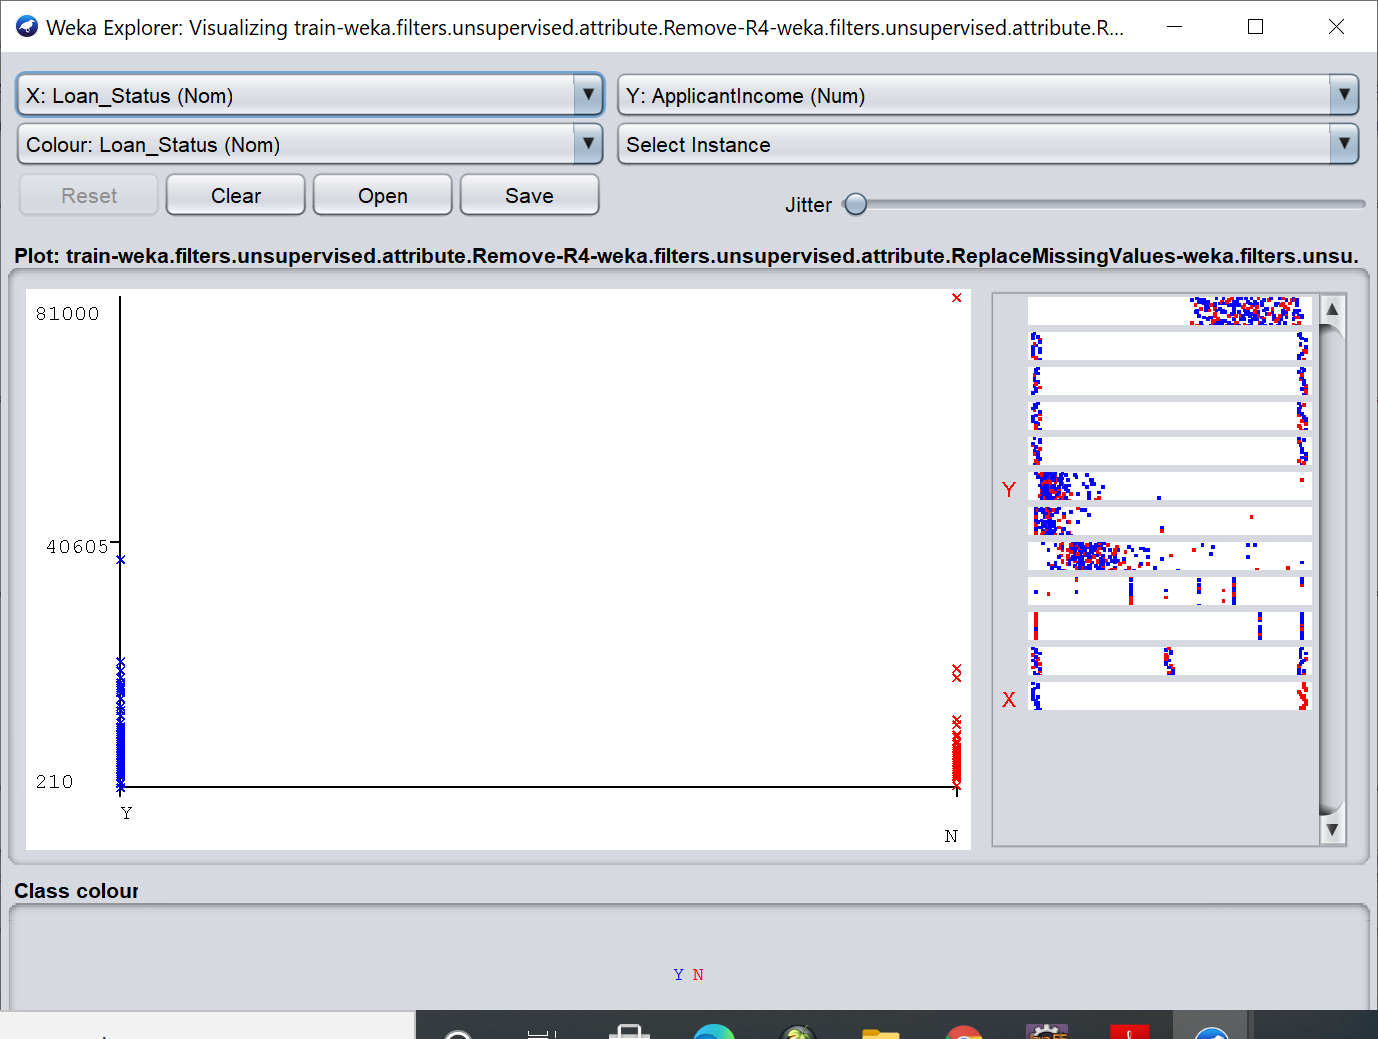 Weka Explorer: Visualizing train-weka.filters.unsupervised.attribute.Remove-R4-weka.filters.unsupervised.attribute.R...
X: Loan_Status (Nom)
Y: ApplicantIncome (Num)
Colour: Loan_Status (Nom)
Select Instance
Reset
Clear
Open
Save
Jitter
Plot: train-weka.filters.unsupervised.attribute.Remove-R4-weka.filters.unsupervised.attribute.ReplaceMissingValues-weka.filters.unsu.
81000
40605
210
Y
N
Y
X
Class colour
Y N